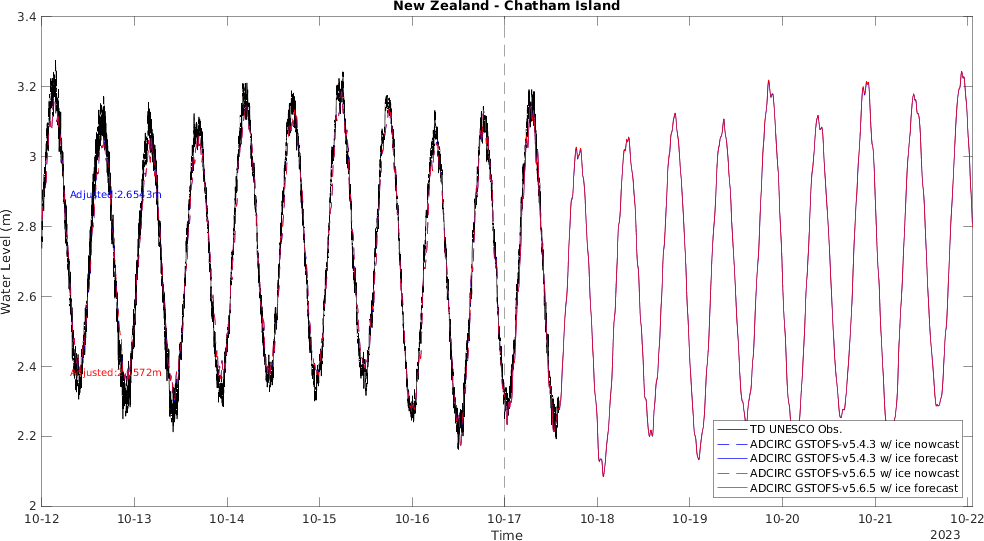 New Zealand - Chatham Island
3.4
3.2
3
2.8
2.6
2.4
2.2
2
Water Level (m)
Adjusted:2.6543m
TD UNESCO Obs.
ADCIRC GSTOFS-v5.4.3 w/ ice nowcast
ADCIRC GSTOFS-v5.4.3 w/ ice forecast
ADCIRC GSTOFS-v5.6.5 w/ ice nowcast
ADCIRC GSTOFS-v5.6.5 w/ ice forecast
10-12 10-13 10-14 10-15 10-16 10-17 10-18 10-19 10-20 10-21 10-22
Time
2023